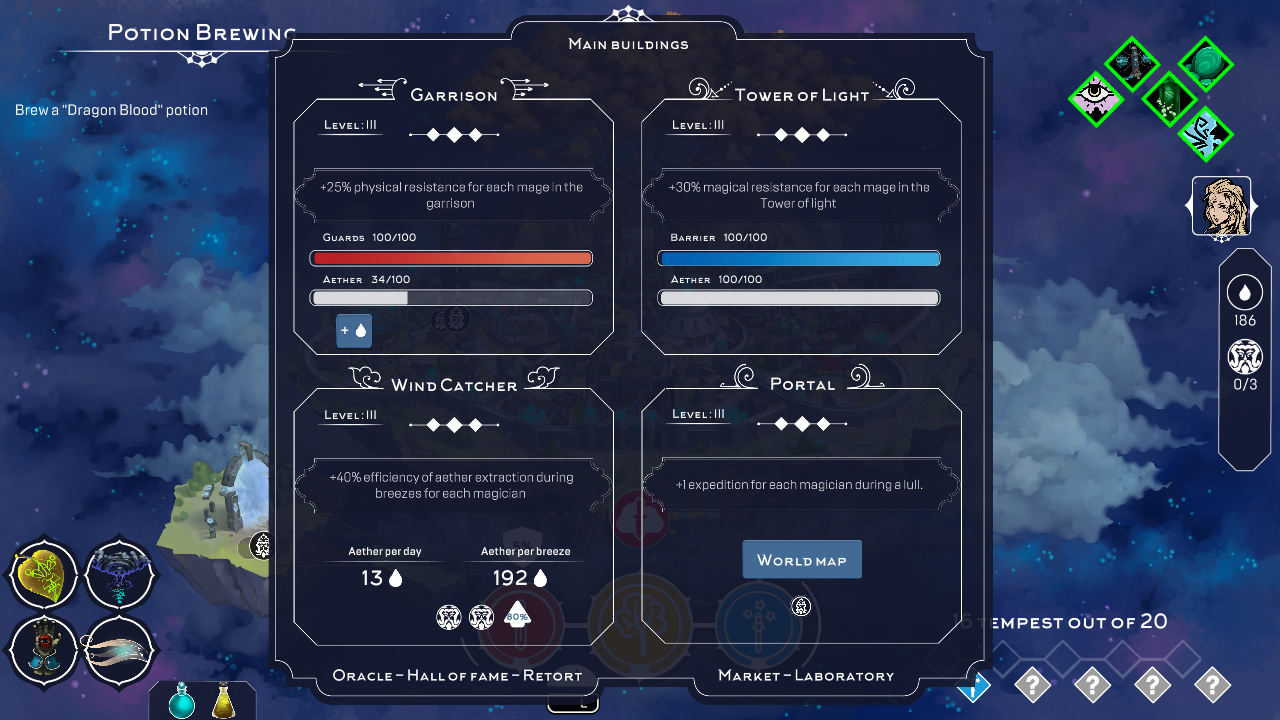 POTION BREWING
Brew a "Dragon Blood" potion
MAIN BUILDINGS
GARRISON
LEVEL: III
+25% physical resistance for each mage in the
garrison
GUARDS 100/100
AETHER 34/100
+
TOWER OF LIGHT
LEVEL: III
+30% magical resistance for each mage in the
Tower of light
BARRIER 100/100
AETHER 100/100
WIND CATCHER
LEVEL: III
+40% efficiency of aether axtraction during
breezes for each magician
Aether per day
13
Aether per breeze
192
80%
PORTAL
LEVEL: III
+1 expedition for each magician during a lull.
WORLD MAP
ORACLE – HALL OF FAME – RETORT
MARKET – LABORATORY
186
0/3
TEMPEST OUT OF 20
?
?
?
?